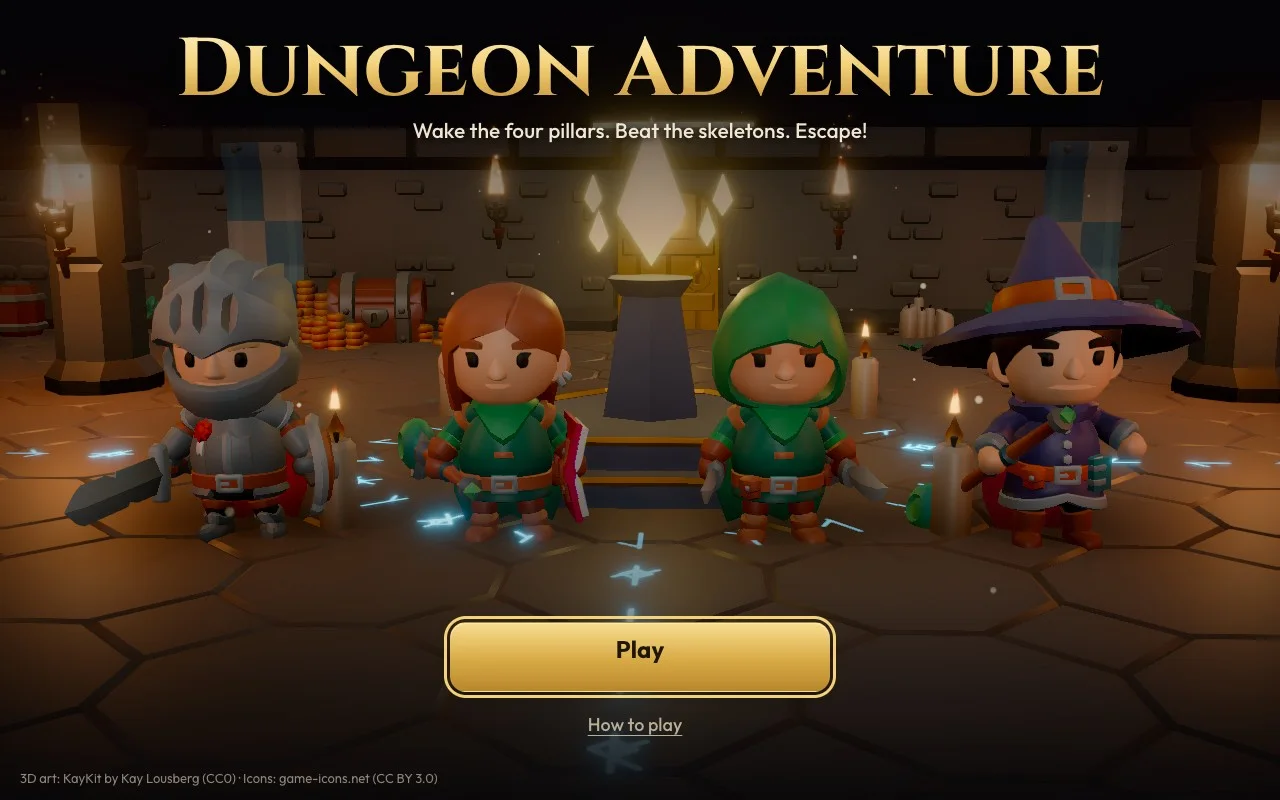 Dungeon Adventure
Wake the four pillars. Beat the skeletons. Escape!
Play
How to play
3D art: KayKit by Kay Lousberg (CC0) · Icons: game-icons.net (CC BY 3.0)